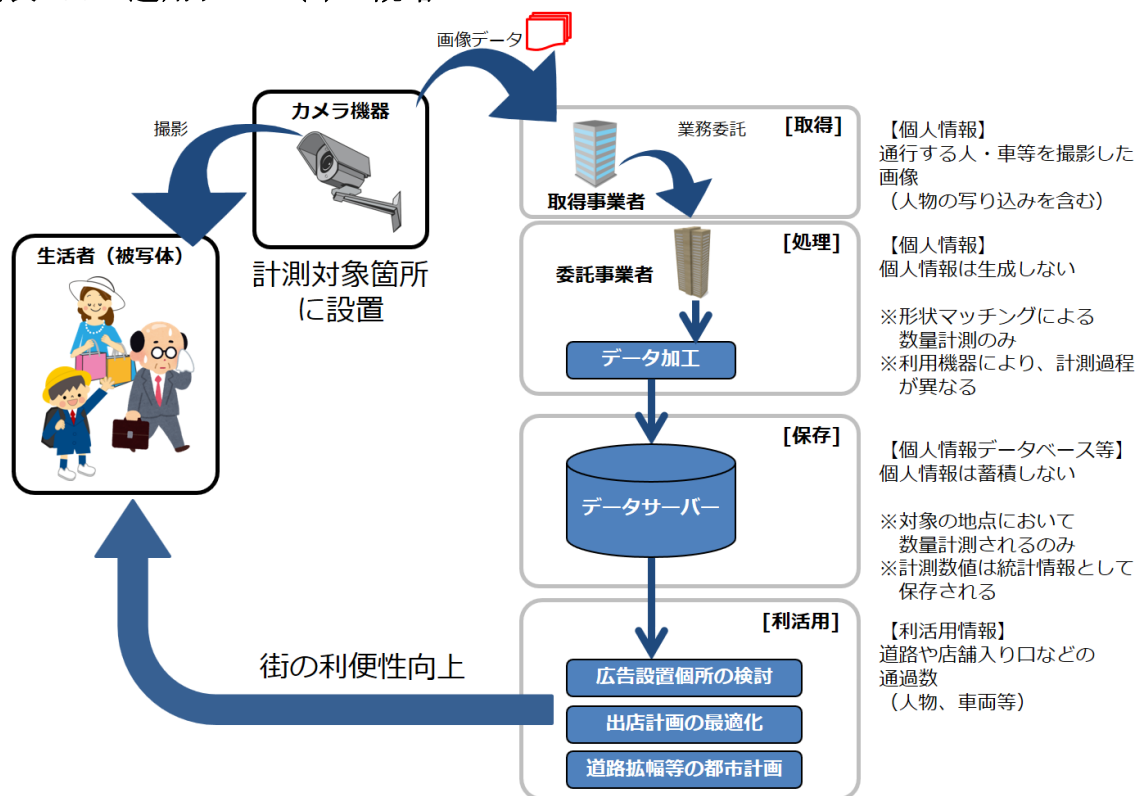 画像データ
カメラ機器
撮影
計測対象箇所
に設置
生活者（被写体）
[取得]
業務委託
取得事業者
【個人情報】
通行する人・車等を撮影した
画像
（人物の写り込みを含む）
[処理]
委託事業者
データ加工
【個人情報】
個人情報は生成しない
※形状マッチングによる
数量計測のみ
※利用機器により、計測過程
が異なる
[保存]
データサーバー
【個人情報データベース等】
個人情報は蓄積しない
※対象の地点において
数量計測されるのみ
※計測数値は統計情報として
保存される
[利活用]
広告設置個所の検討
出店計画の最適化
道路拡幅等の都市計画
【利活用情報】
道路や店舗入り口などの
通過数
（人物、車両等）
街の利便性向上